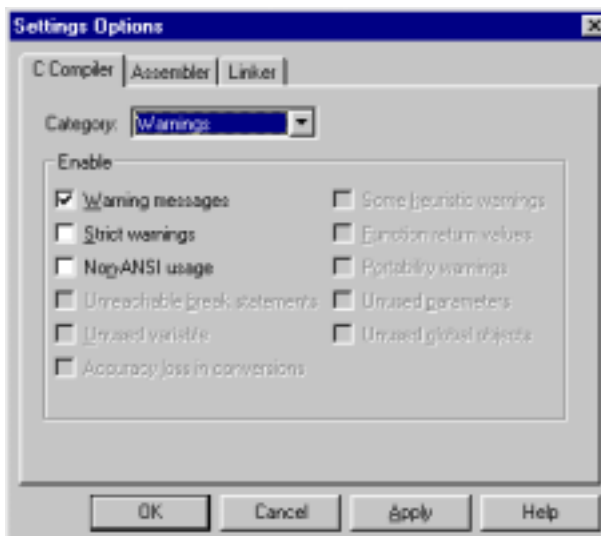 Settings Options
C Compiler Assembler Linker
Category: Warnings
Enable
Warning messages
Strict warnings
Non-ANSI usage
Unreachable break statements
Unused variable
Accuracy loss in conversions
Some heuristic warnings
Function return values
Portability warnings
Unused parameters
Unused global objects
OK Cancel Apply Help